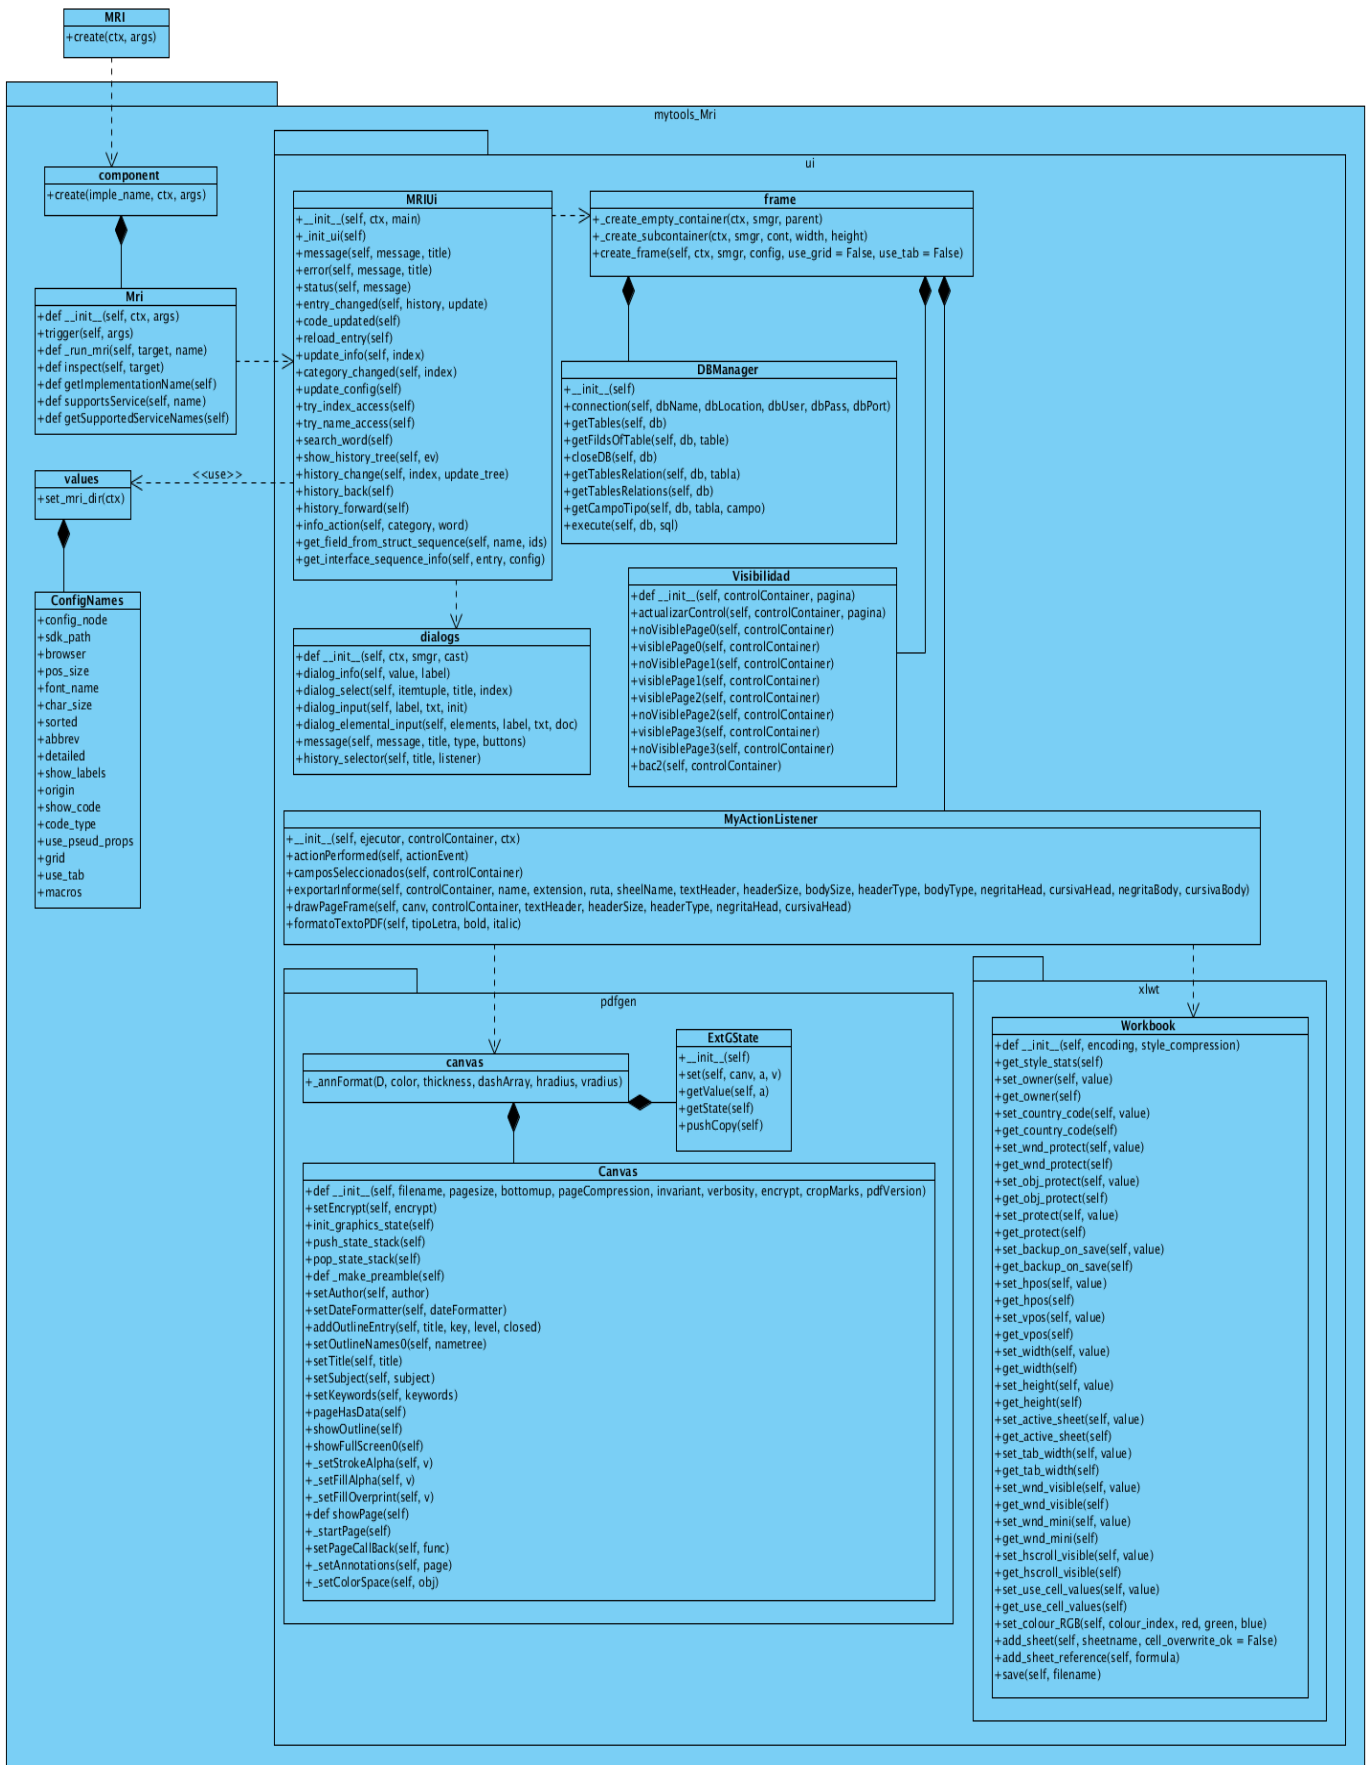 MRI
+create(ctx, args)
mytools_Mri
component
+create(imple_name, ctx, args)
Mri
+def __init__(self, ctx, args)
+trigger(self, args)
+def _run_mri(self, target, name)
+def inspect(self, target)
+def getImplementationName(self)
+def supportsService(self, name)
+def getSupportedServiceNames(self)
values
+set_mri_dir(ctx)
<<use>>
ConfigNames
+config_node
+sdk_path
+browser
+pos_size
+font_name
+char_size
+sorted
+abbrev
+detailed
+show_labels
+origin
+show_code
+code_type
+use_pseud_props
+grid
+use_tab
+macros
ui
MRIUi
+__init__(self, ctx, main)
+_init_ui(self)
+message(self, message, title)
+error(self, message, title)
+status(self, message)
+entry_changed(self, history, update)
+code_updated(self)
+reload_entry(self)
+update_info(self, index)
+category_changed(self, index)
+update_config(self)
+try_index_access(self)
+try_name_access(self)
+search_word(self)
+show_history_tree(self, ev)
+history_change(self, index, update_tree)
+history_back(self)
+history_forward(self)
+info_action(self, category, word)
+get_field_from_struct_sequence(self, name, ids)
+get_interface_sequence_info(self, entry, config)
frame
+_create_empty_container(ctx, smgr, parent)
+_create_subcontainer(ctx, smgr, cont, width, height)
+create_frame(self, ctx, smgr, config, use_grid = False, use_tab = False)
DBManager
+__init__(self)
+connection(self, dbName, dbLocation, dbUser, dbPass, dbPort)
+getTables(self, db)
+getFildsOfTable(self, db, table)
+closeDB(self, db)
+getTablesRelation(self, db, tabla)
+getTablesRelations(self, db)
+getCampoTipo(self, db, tabla, campo)
+execute(self, db, sql)
Visibilidad
+def __init__(self, controlContainer, pagina)
+actualizarControl(self, controlContainer, pagina)
+noVisiblePage0(self, controlContainer)
+visiblePage0(self, controlContainer)
+noVisiblePage1(self, controlContainer)
+visiblePage1(self, controlContainer)
+visiblePage2(self, controlContainer)
+noVisiblePage2(self, controlContainer)
+visiblePage3(self, controlContainer)
+noVisiblePage3(self, controlContainer)
+bac2(self, controlContainer)
dialogs
+def __init__(self, ctx, smgr, cast)
+dialog_info(self, value, label)
+dialog_select(self, itemtuple, title, index)
+dialog_input(self, label, txt, init)
+dialog_elemental_input(self, elements, label, txt, doc)
+message(self, message, title, type, buttons)
+history_selector(self, title, listener)
MyActionListener
+__init__(self, ejecutor, controlContainer, ctx)
+actionPerformed(self, actionEvent)
+camposSeleccionados(self, controlContainer)
+exportarInforme(self, controlContainer, name, extension, ruta, sheelName, textHeader, headerSize, bodySize, headerType, bodyType, negritaHead, cursivaHead, negritaBody, cursivaBody)
+drawPageFrame(self, canv, controlContainer, textHeader, headerSize, headerType, negritaHead, cursivaHead)
+formatoTextoPDF(self, tipoLetra, bold, italic)
pdfgen
canvas
+_annFormat(D, color, thickness, dashArray, hradius, vradius)
ExtGState
+__init__(self)
+set(self, canv, a, v)
+getValue(self, a)
+getState(self)
+pushCopy(self)
Canvas
+def __init__(self, filename, pagesize, bottomup, pageCompression, invariant, verbosity, encrypt, cropMarks, pdfVersion)
+setEncrypt(self, encrypt)
+init_graphics_state(self)
+push_state_stack(self)
+pop_state_stack(self)
+def _make_preamble(self)
+setAuthor(self, author)
+setDateFormatter(self, dateFormatter)
+addOutlineEntry(self, title, key, level, closed)
+setOutlineNames0(self, nametree)
+setTitle(self, title)
+setSubject(self, subject)
+setKeywords(self, keywords)
+pageHasData(self)
+showOutline(self)
+showFullScreen0(self)
+_setStrokeAlpha(self, v)
+_setFillAlpha(self, v)
+_setFillOverprint(self, v)
+def showPage(self)
+_startPage(self)
+setPageCallBack(self, func)
+_setAnnotations(self, page)
+_setColorSpace(self, obj)
xlwt
Workbook
+def __init__(self, encoding, style_compression)
+get_style_stats(self)
+set_owner(self, value)
+get_owner(self)
+set_country_code(self, value)
+get_country_code(self)
+set_wnd_protect(self, value)
+get_wnd_protect(self)
+set_obj_protect(self, value)
+get_obj_protect(self)
+set_protect(self, value)
+get_protect(self)
+set_backup_on_save(self, value)
+get_backup_on_save(self)
+set_hpos(self, value)
+get_hpos(self)
+set_vpos(self, value)
+get_vpos(self)
+set_width(self, value)
+get_width(self)
+set_height(self, value)
+get_height(self)
+set_active_sheet(self, value)
+get_active_sheet(self)
+set_tab_width(self, value)
+get_tab_width(self)
+set_wnd_visible(self, value)
+get_wnd_visible(self)
+set_wnd_mini(self, value)
+get_wnd_mini(self)
+set_hscroll_visible(self, value)
+get_hscroll_visible(self)
+set_use_cell_values(self, value)
+get_use_cell_values(self)
+set_colour_RGB(self, colour_index, red, green, blue)
+add_sheet(self, sheetname, cell_overwrite_ok = False)
+add_sheet_reference(self, formula)
+save(self, filename)